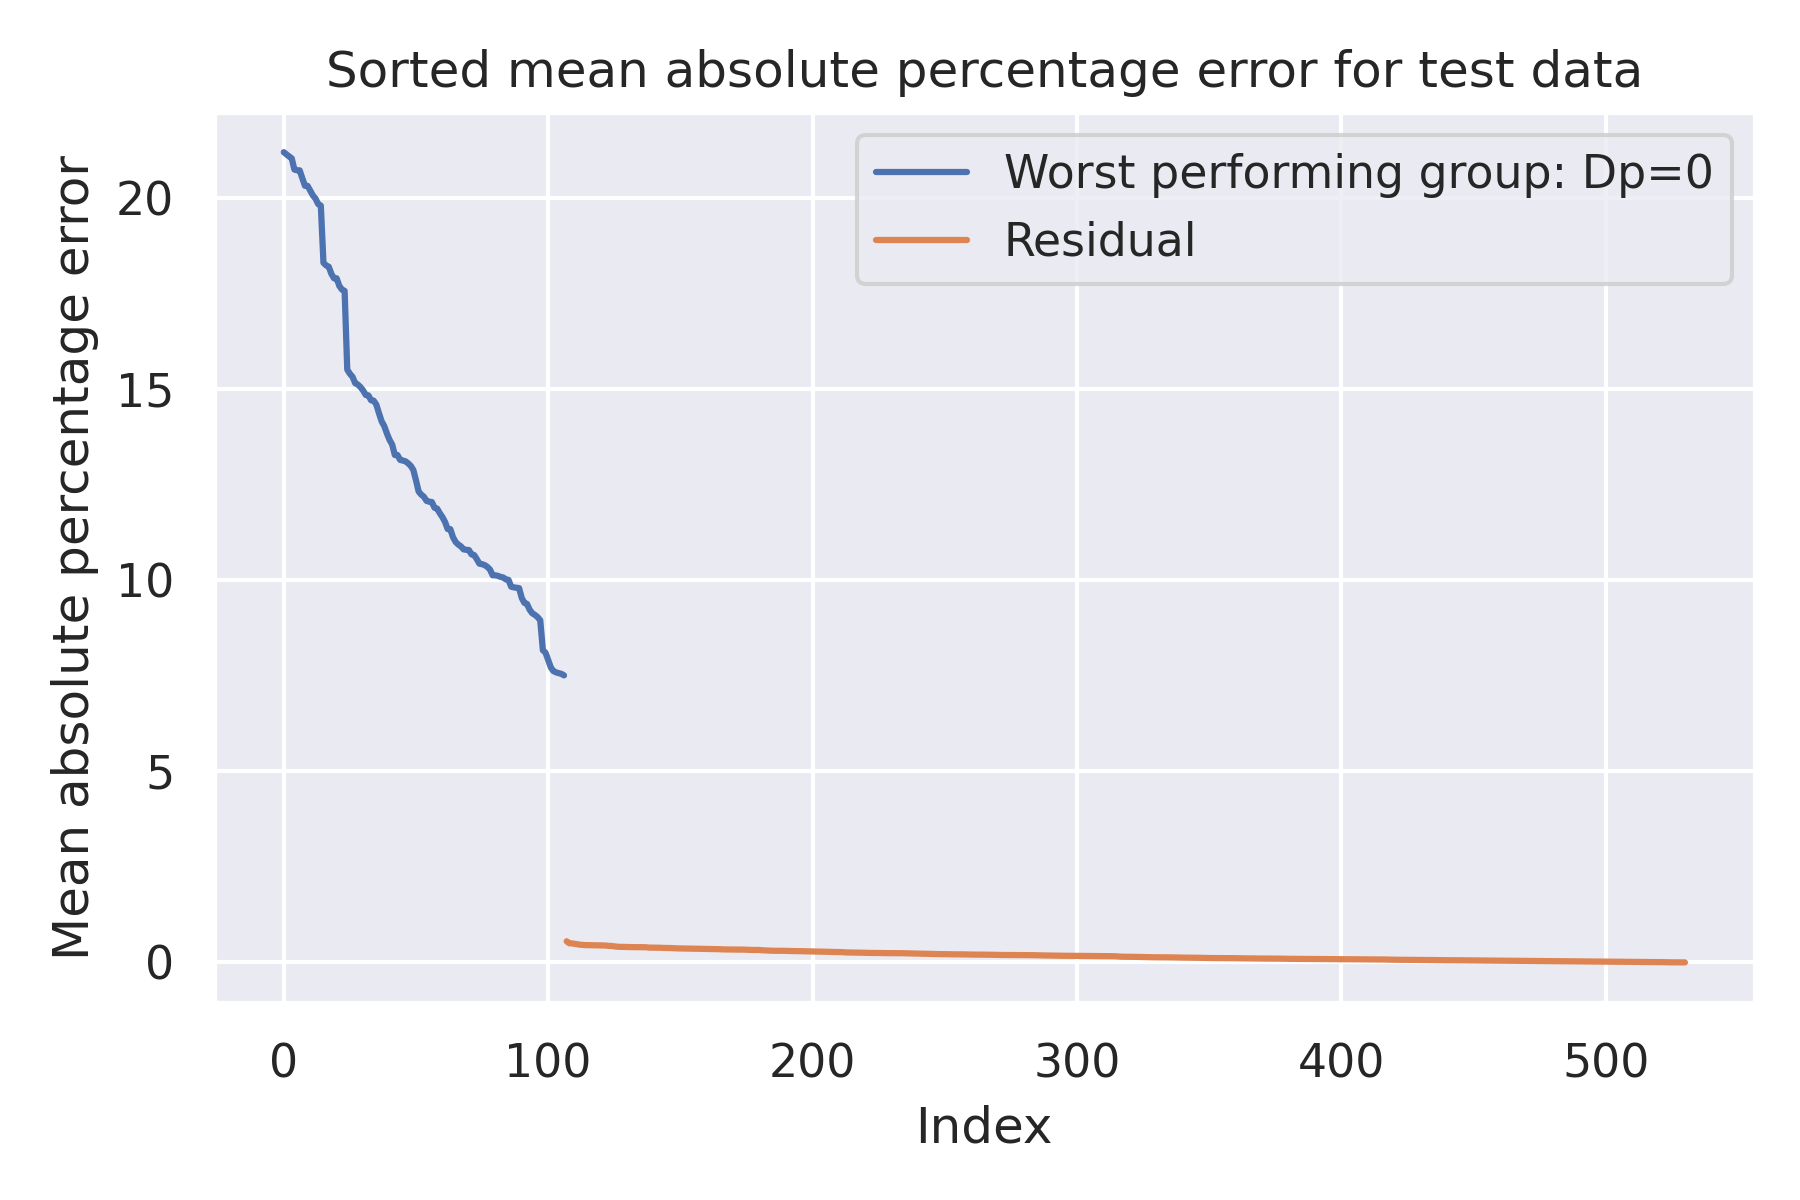 Sorted mean absolute percentage error for test data
Worst performing group: Dp=0
Residual
Mean absolute percentage error
20
15
10
5
0
0 100 200 300 400 500
Index